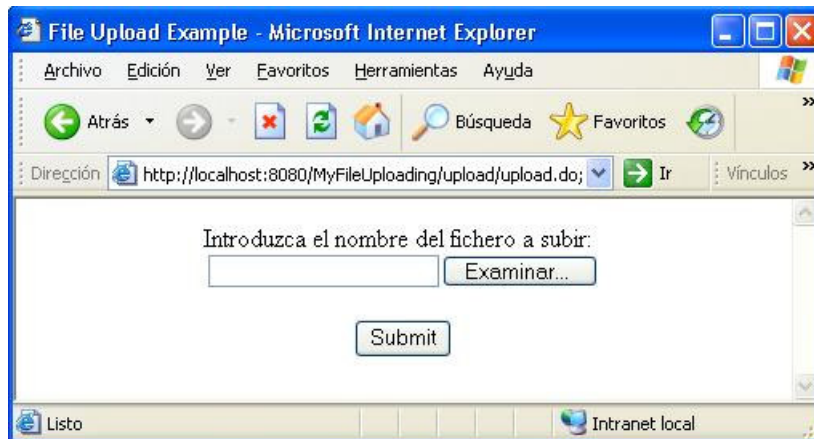 File Upload Example - Microsoft Internet Explorer
Archivo Edición Ver Favoritos Herramientas Ayuda
Atrás Búsqueda Favoritos »
Dirección http://localhost:8080/MyFileUploading/upload/upload.do; Ir Vínculos »
Introduzca el nombre del fichero a subir:
Examinar...
Submit
Listo Intranet local